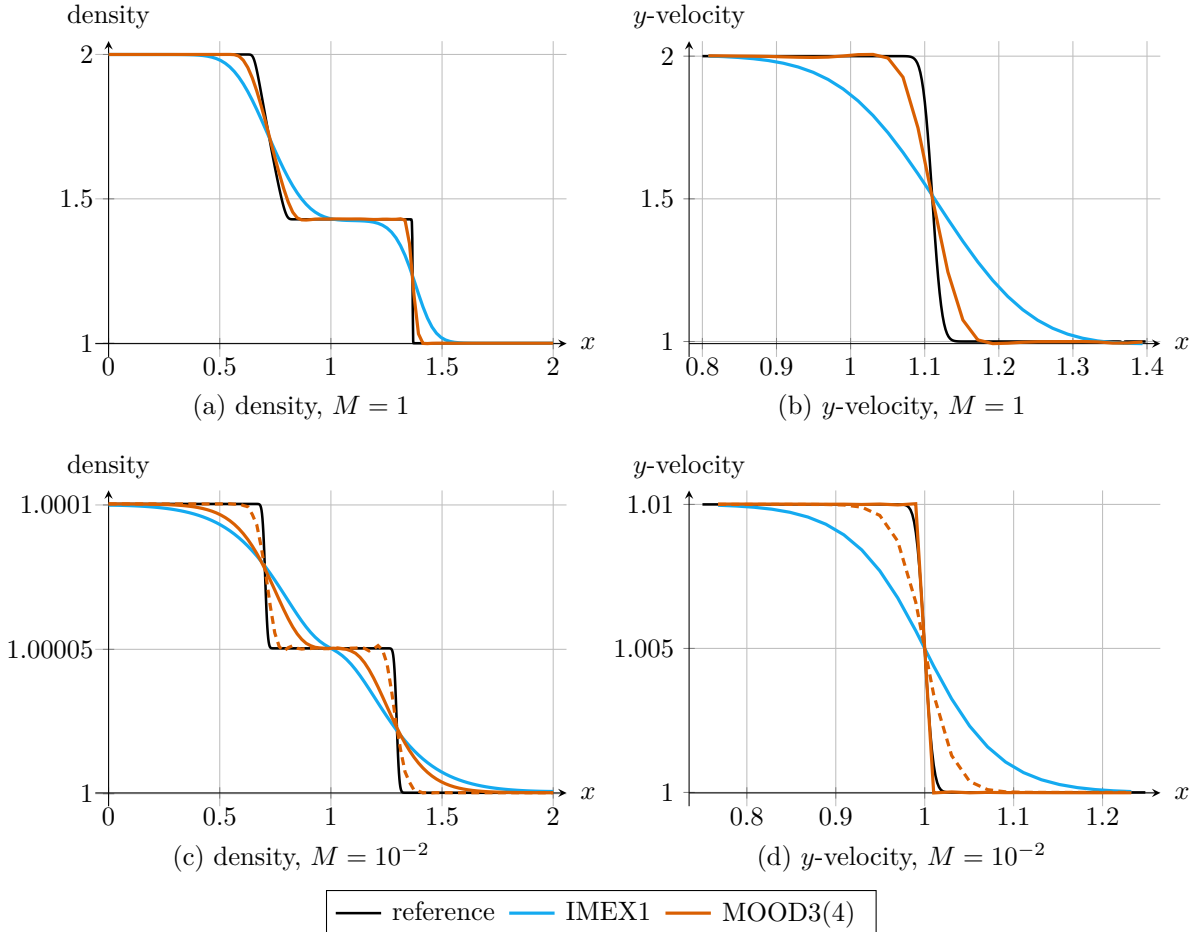 density
2
1.5
1
0 0.5 1 1.5 2
x
(a) density, M = 1
y-velocity
2
1.5
1
0.8 0.9 1 1.1 1.2 1.3 1.4
x
(b) y-velocity, M = 1
density
1.0001
1.00005
1
0 0.5 1 1.5 2
x
(c) density, M = 10⁻²
y-velocity
1.01
1.005
1
0.8 0.9 1 1.1 1.2
x
(d) y-velocity, M = 10⁻²
reference IMEX1 MOOD3(4)